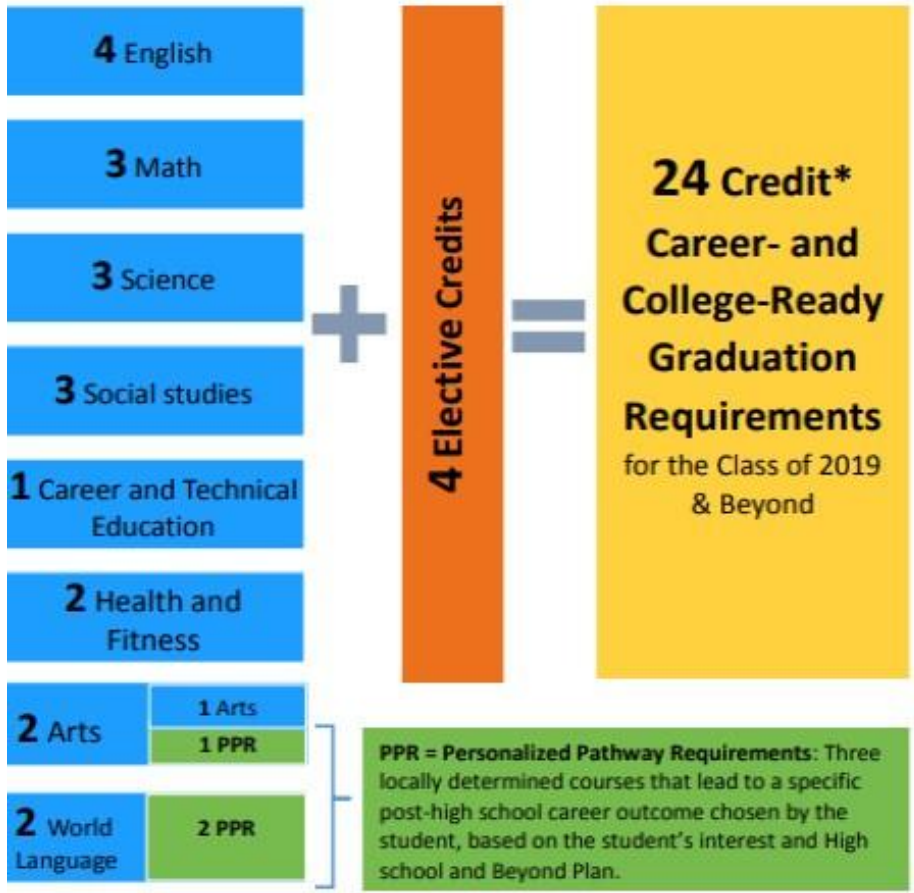 4 English
3 Math
3 Science
3 Social studies
1 Career and Technical
Education
2 Health and
Fitness
2 Arts
1 Arts
1 PPR
2 World
Language
2 PPR
4 Elective Credits
24 Credit*
Career- and
College-Ready
Graduation
Requirements
for the Class of 2019
& Beyond
PPR = Personalized Pathway Requirements: Three
locally determined courses that lead to a specific
post-high school career outcome chosen by the
student, based on the student's interest and High
school and Beyond Plan.